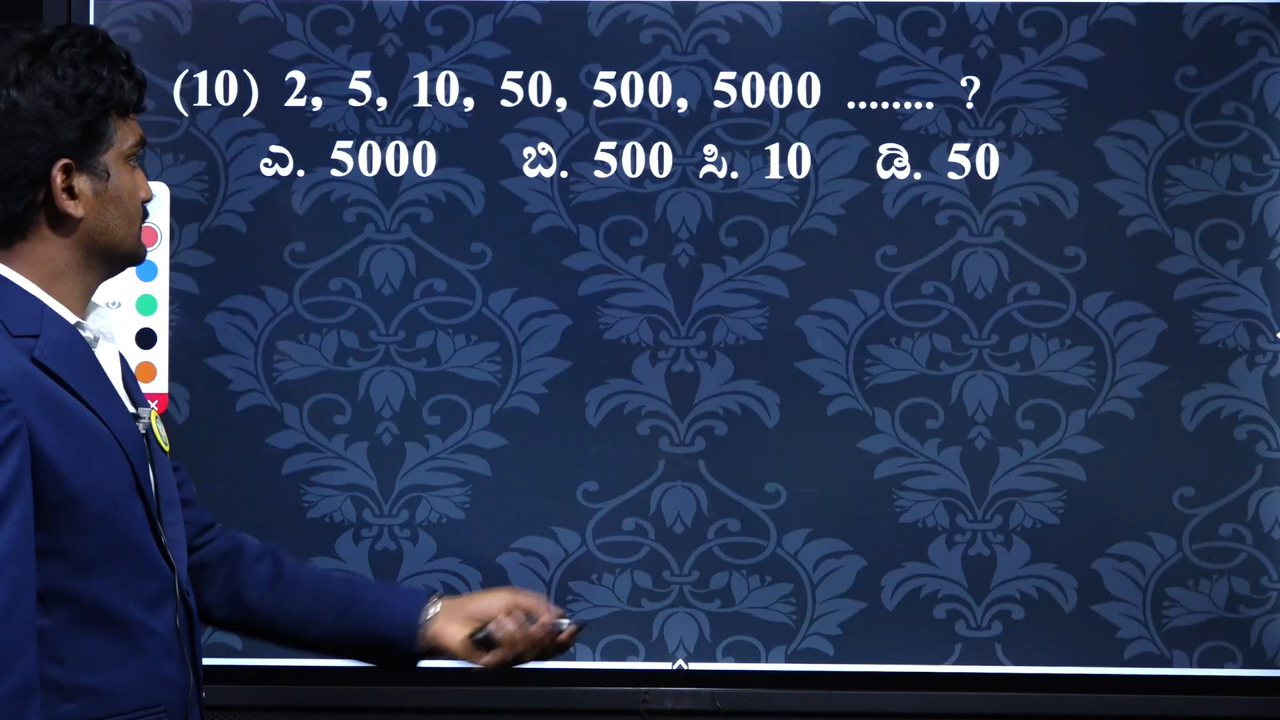 (10) 2, 5, 10, 50, 500, 5000 ........ ?
ಎ. 5000 ಬಿ. 500 ಸಿ. 10 ಡಿ. 50